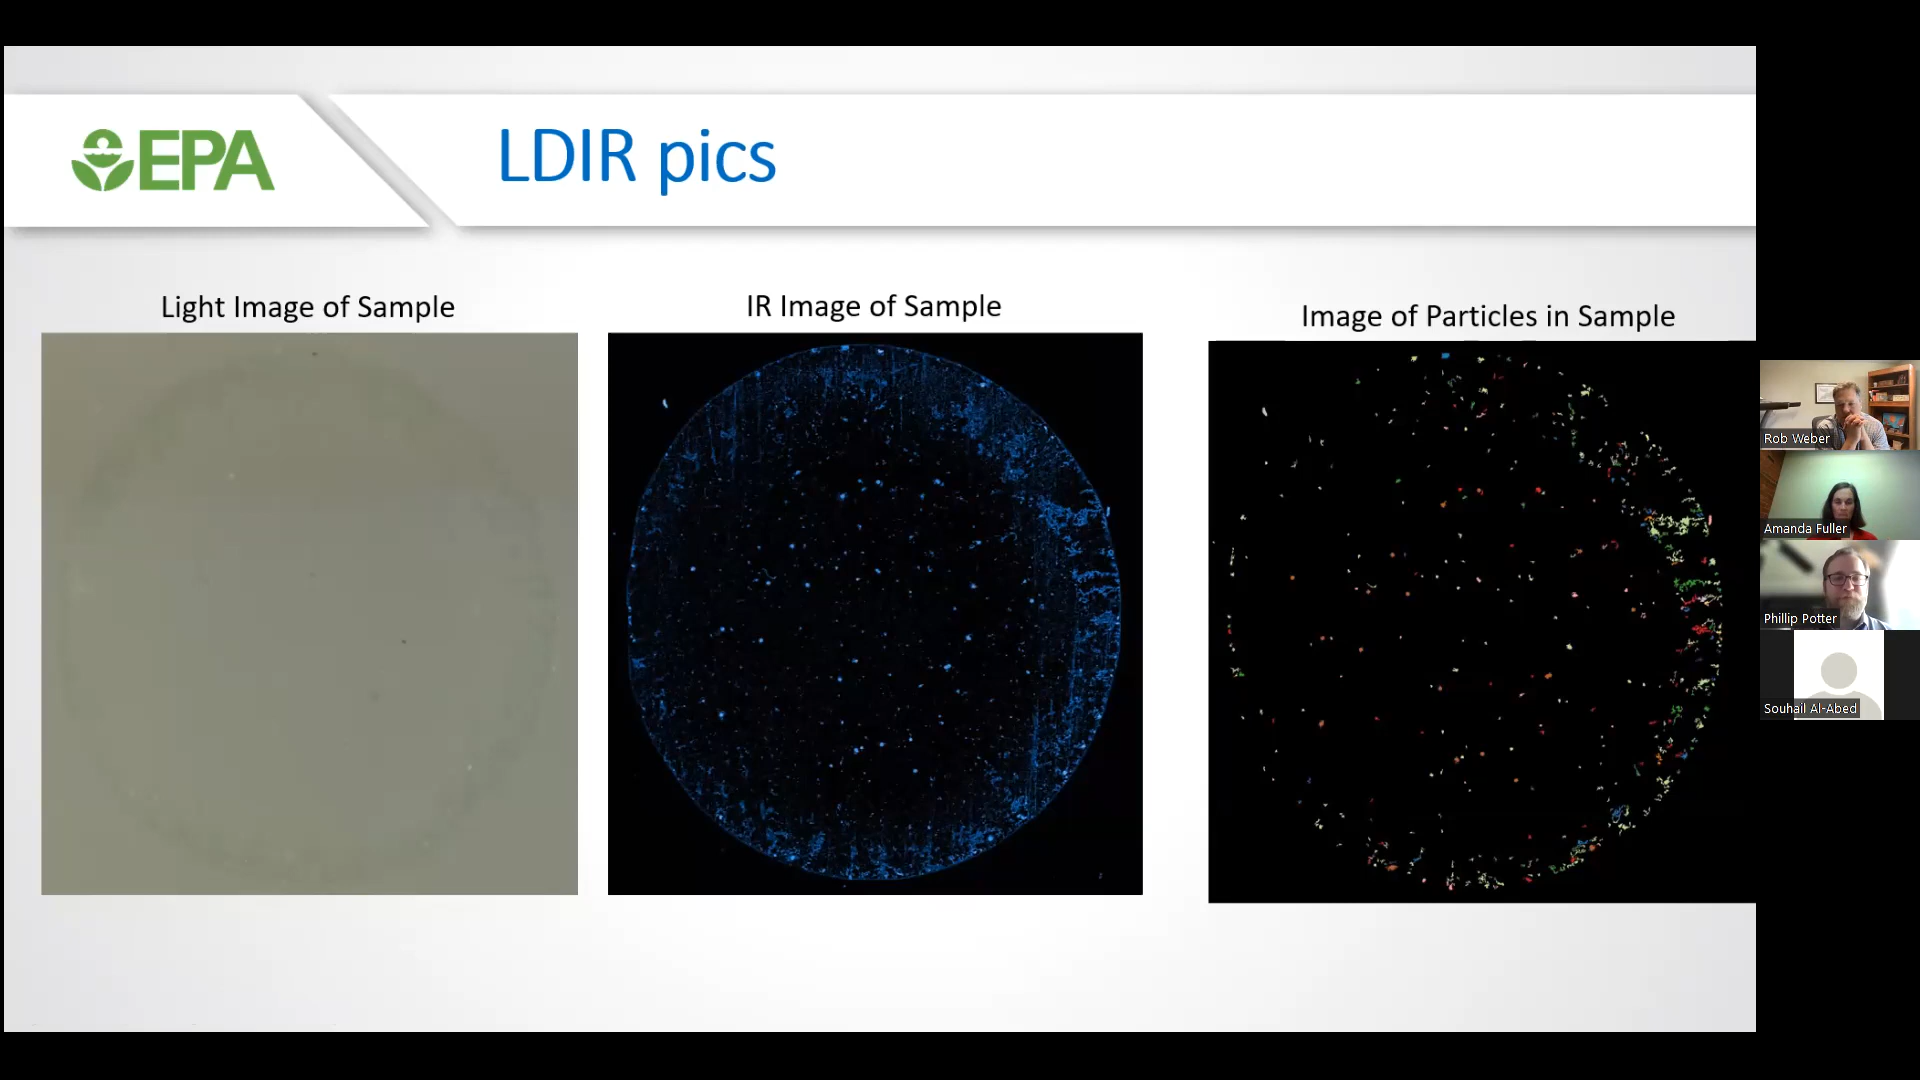 EPA
LDIR pics
Light Image of Sample
IR Image of Sample
Image of Particles in Sample
Rob Weber
Amanda Fuller
Phillip Potter
Souhail Al-Abed